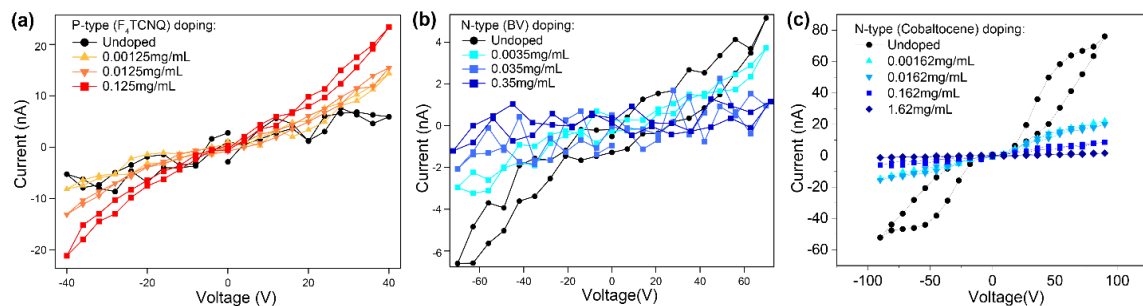 (a)
P-type (F₄TCNQ) doping:
Undoped
0.00125mg/mL
0.0125mg/mL
0.125mg/mL
20
10
0
-10
-20
Current (nA)
-40
-20
0
20
40
Voltage (V)
(b)
N-type (BV) doping:
Undoped
0.0035mg/mL
0.035mg/mL
0.35mg/mL
4
2
0
-2
-4
-6
Current (nA)
-60
-40
-20
0
20
40
60
Voltage(V)
(c)
N-type (Cobaltocene) doping:
Undoped
0.00162mg/mL
0.0162mg/mL
0.162mg/mL
1.62mg/mL
80
60
40
20
0
-20
-40
60
Current (nA)
-100
-50
0
50
100
Voltage(V)